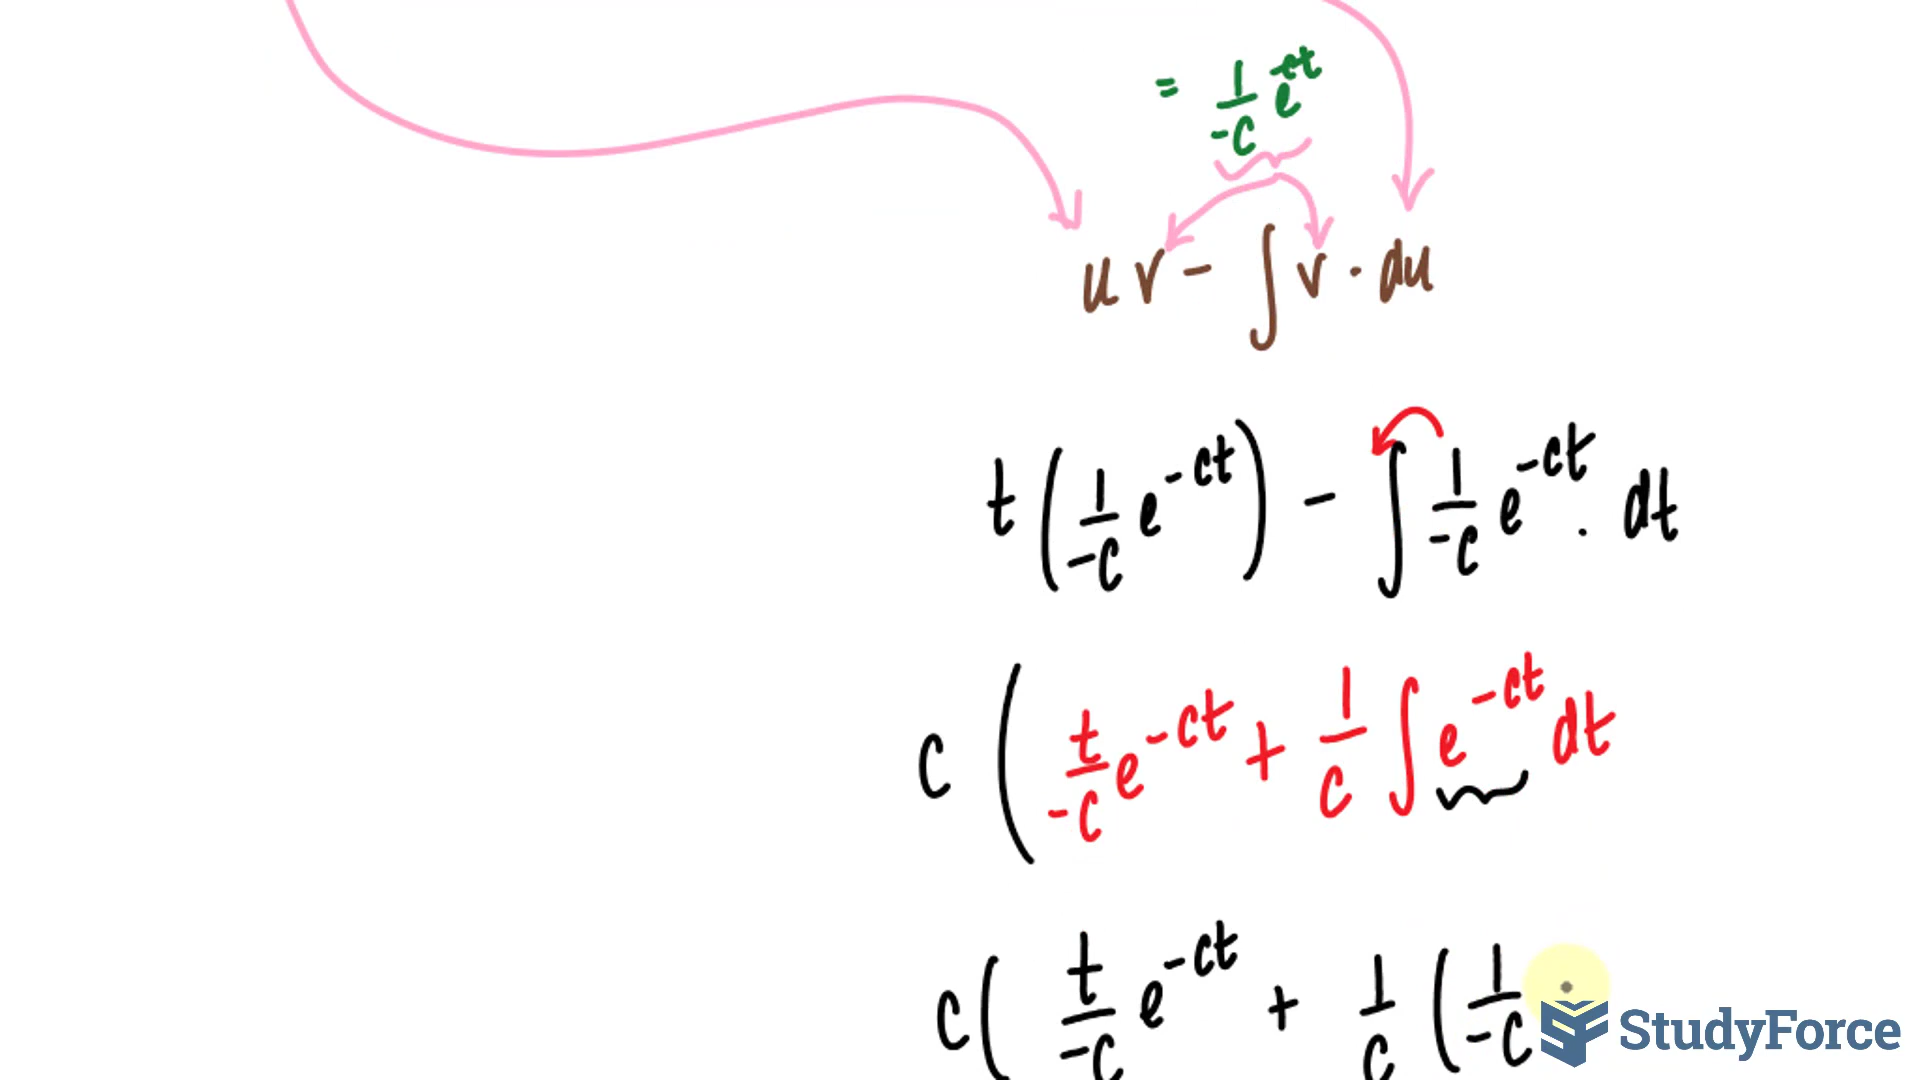 = 1/-c e^-ct
uv - ∫ v · du
t ( 1/-c e^-ct ) - ∫ 1/-c e^-ct · dt
c ( t/-c e^-ct + 1/c ∫ e^-ct dt
c ( t/-c e^-ct + 1/c ( 1/-c
StudyForce